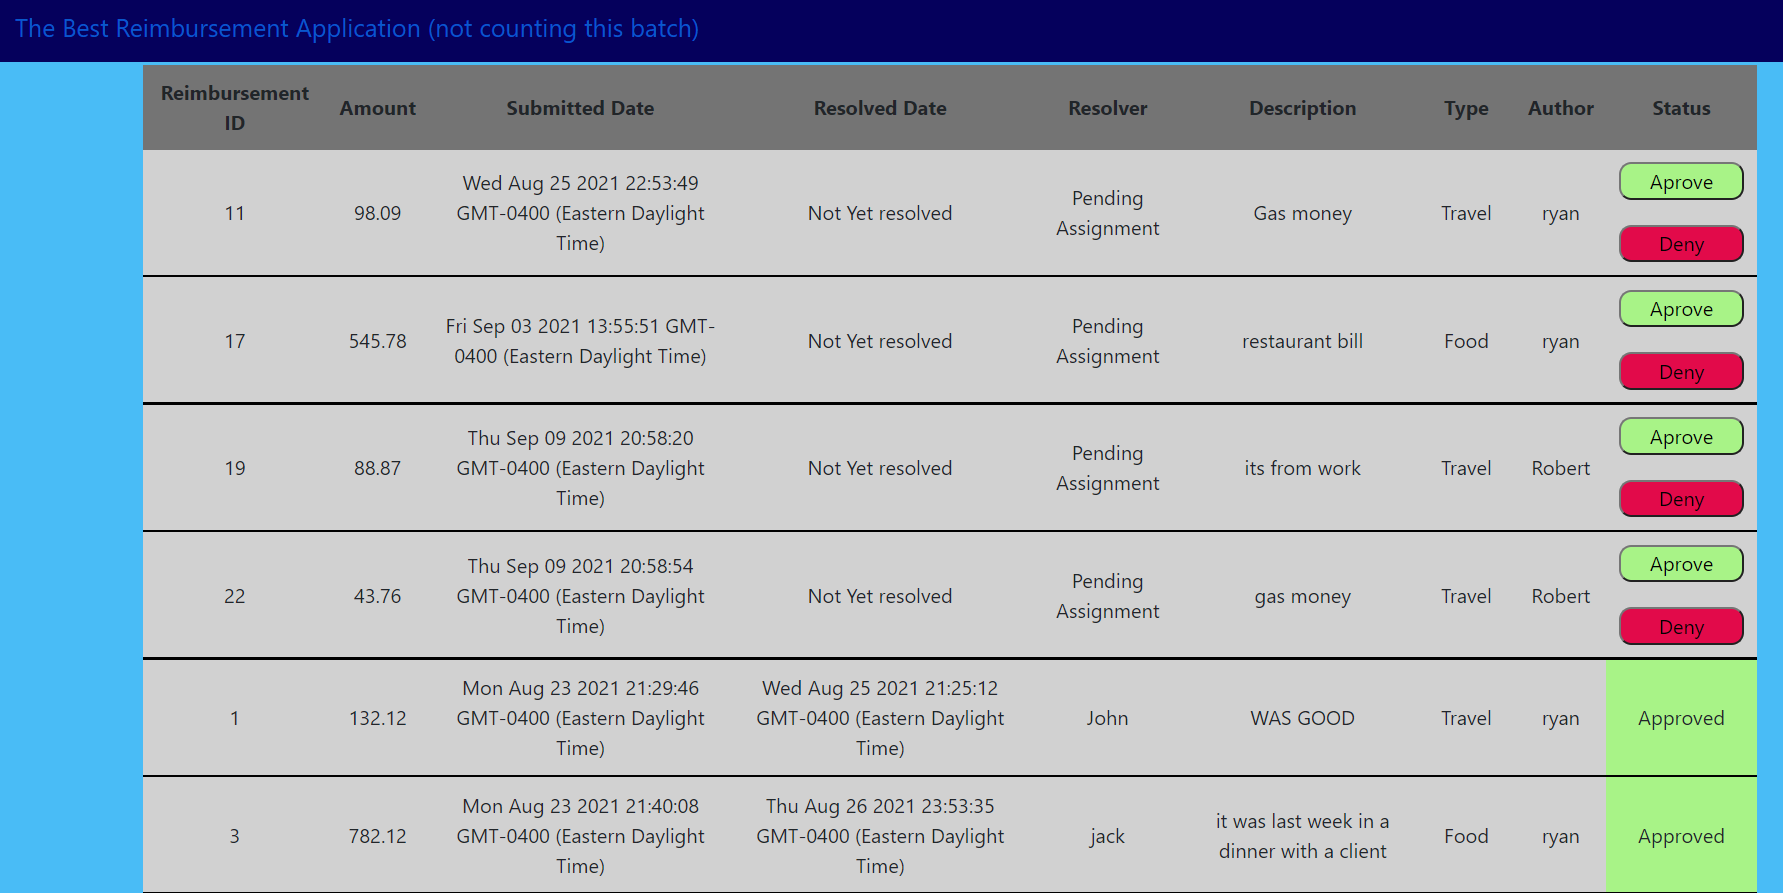 The Best Reimbursement Application (not counting this batch)
Reimbursement
ID
Amount
Submitted Date
Resolved Date
Resolver
Description
Type
Author
Status
11
98.09
Wed Aug 25 2021 22:53:49
GMT-0400 (Eastern Daylight
Time)
Not Yet resolved
Pending
Assignment
Gas money
Travel
ryan
Aprove
Deny
17
545.78
Fri Sep 03 2021 13:55:51 GMT-
0400 (Eastern Daylight Time)
Not Yet resolved
Pending
Assignment
restaurant bill
Food
ryan
Aprove
Deny
19
88.87
Thu Sep 09 2021 20:58:20
GMT-0400 (Eastern Daylight
Time)
Not Yet resolved
Pending
Assignment
its from work
Travel
Robert
Aprove
Deny
22
43.76
Thu Sep 09 2021 20:58:54
GMT-0400 (Eastern Daylight
Time)
Not Yet resolved
Pending
Assignment
gas money
Travel
Robert
Aprove
Deny
1
132.12
Mon Aug 23 2021 21:29:46
GMT-0400 (Eastern Daylight
Time)
Wed Aug 25 2021 21:25:12
GMT-0400 (Eastern Daylight
Time)
John
WAS GOOD
Travel
ryan
Approved
3
782.12
Mon Aug 23 2021 21:40:08
GMT-0400 (Eastern Daylight
Time)
Thu Aug 26 2021 23:53:35
GMT-0400 (Eastern Daylight
Time)
jack
it was last week in a
dinner with a client
Food
ryan
Approved